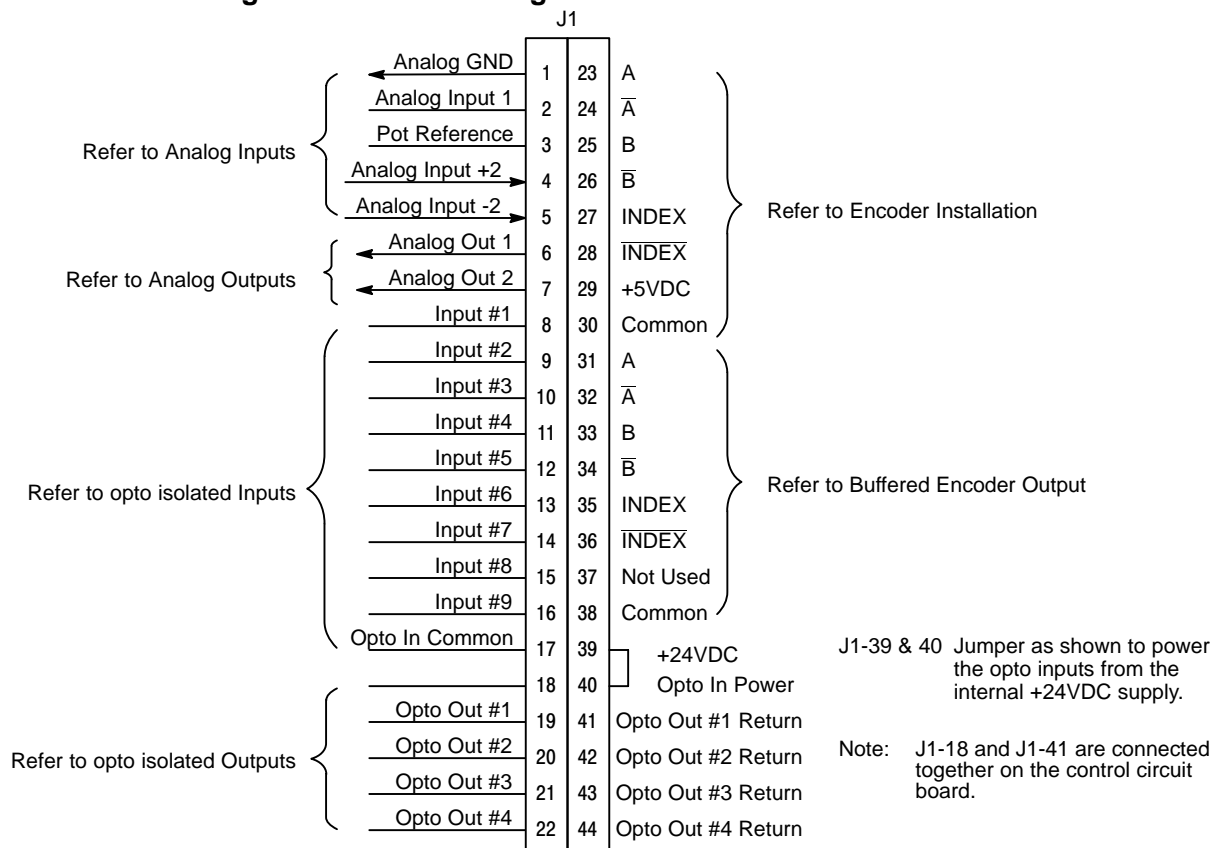 J1
Analog GND 1 23 A
Analog Input 1 2 24 A̅
Pot Reference 3 25 B
Analog Input +2 4 26 B̅
Analog Input -2 5 27 INDEX
Refer to Analog Inputs
Refer to Encoder Installation
Analog Out 1 6 28 I̅N̅D̅E̅X̅
Analog Out 2 7 29 +5VDC
Refer to Analog Outputs
Input #1 8 30 Common
Input #2 9 31 A
Input #3 10 32 A̅
Input #4 11 33 B
Input #5 12 34 B̅
Input #6 13 35 INDEX
Refer to opto isolated Inputs
Refer to Buffered Encoder Output
Input #7 14 36 I̅N̅D̅E̅X̅
Input #8 15 37 Not Used
Input #9 16 38 Common
Opto In Common 17 39 +24VDC
18 40 Opto In Power
J1-39 & 40 Jumper as shown to power
the opto inputs from the
internal +24VDC supply.
Opto Out #1 19 41 Opto Out #1 Return
Opto Out #2 20 42 Opto Out #2 Return
Refer to opto isolated Outputs
Opto Out #3 21 43 Opto Out #3 Return
Opto Out #4 22 44 Opto Out #4 Return
Note: J1-18 and J1-41 are connected
together on the control circuit
board.